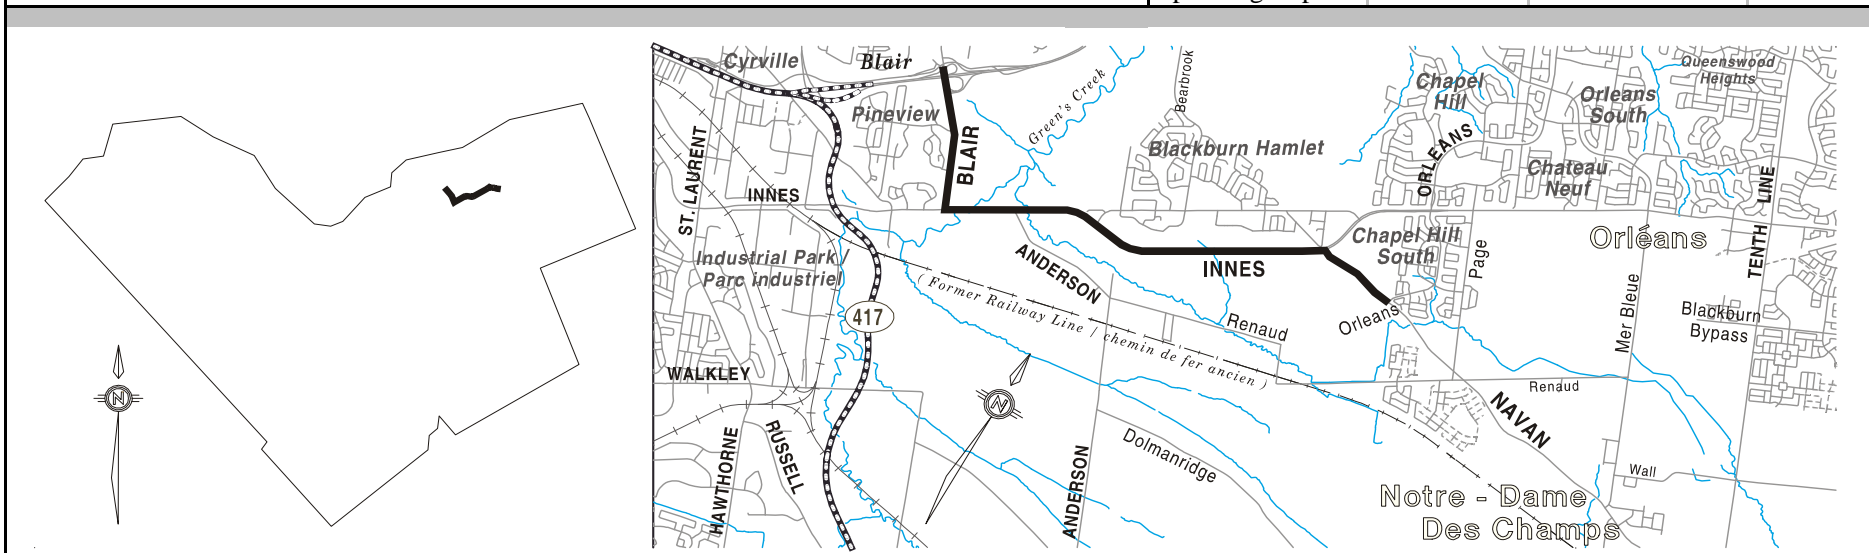 Cyrville
Blair
Pineview
Green's Creek
Bearbrook
Blackburn Hamlet
Chapel
Hill
Orleans
South
Queenswood
Heights
ORLEANS
Chateau
Neuf
TENTH LINE
ST. LAURENT
INNES
BLAIR
Industrial Park /
Parc industriel
417
ANDERSON
INNES
Chapel Hill
South
Page
Orléans
Mer Bleue
Blackburn
Bypass
( Former Railway Line / chemin de fer ancien )
Renaud
Orleans
WALKLEY
Renaud
NAVAN
HAWTHORNE
RUSSELL
N
N
ANDERSON
Dolmanridge
Wall
Notre - Dame
Des Champs